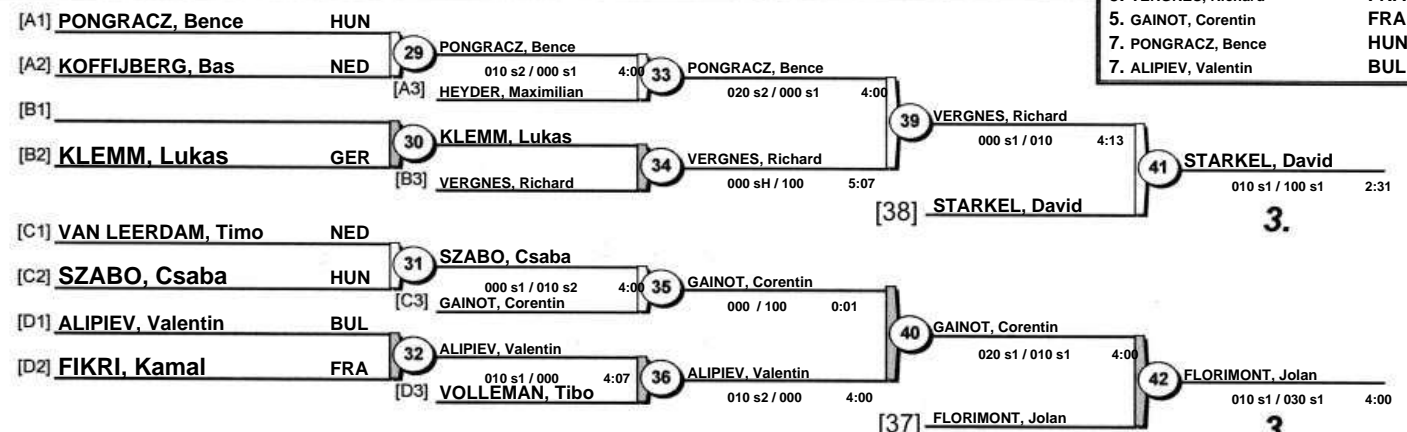 5. GAINOT, Corentin FRA
7. PONGRACZ, Bence HUN
7. ALIPIEV, Valentin BUL
[A1] PONGRACZ, Bence HUN
29 PONGRACZ, Bence
[A2] KOFFIJBERG, Bas NED
010 s2 / 000 s1 4:00
33 PONGRACZ, Bence
[A3] HEYDER, Maximilian
020 s2 / 000 s1 4:00
[B1]
39 VERGNES, Richard
000 s1 / 010 4:13
30 KLEMM, Lukas
[B2] KLEMM, Lukas GER
34 VERGNES, Richard
41 STARKEL, David
[B3] VERGNES, Richard
000 sH / 100 5:07
010 s1 / 100 s1 2:31
[38] STARKEL, David
3.
[C1] VAN LEERDAM, Timo NED
31 SZABO, Csaba
[C2] SZABO, Csaba HUN
000 s1 / 010 s2 4:00
35 GAINOT, Corentin
[C3] GAINOT, Corentin
000 / 100 0:01
[D1] ALIPIEV, Valentin BUL
40 GAINOT, Corentin
32 ALIPIEV, Valentin
020 s1 / 010 s1 4:00
[D2] FIKRI, Kamal FRA
010 s1 / 000 4:07
36 ALIPIEV, Valentin
42 FLORIMONT, Jolan
[D3] VOLLEMAN, Tibo
010 s2 / 000 4:00
010 s1 / 030 s1 4:00
[37] FLORIMONT, Jolan
3.